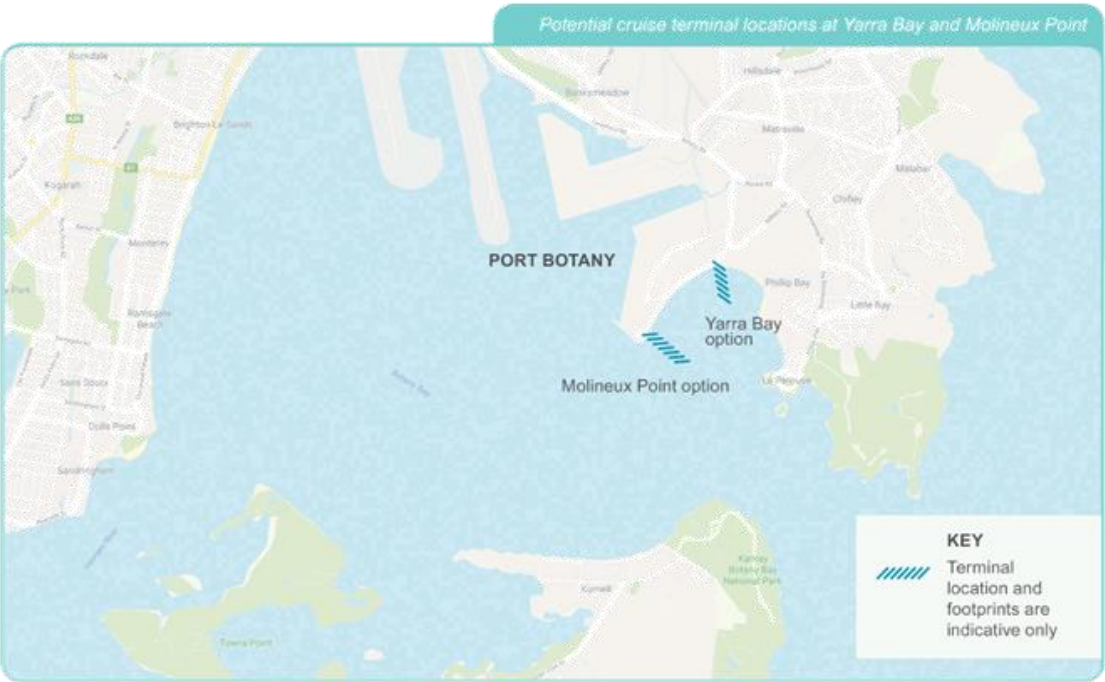 Potential cruise terminal locations at Yarra Bay and Molineux Point
Rockdale
Hillsdale
Banksmeadow
A36
Brighton-Le-Sands
Matraville
A1
Malabar
Kogarah
Chifley
Monterey
PORT BOTANY
Phillip Bay
Ramsgate
Beach
Little Bay
Yarra Bay
option
Sans Souci
Botany Bay
Molineux Point option
La Perouse
Dolls Point
Sandringham
KEY
Terminal
location and
footprints are
indicative only
Kamay
Botany Bay
National Park
Kurnell
Towra Point